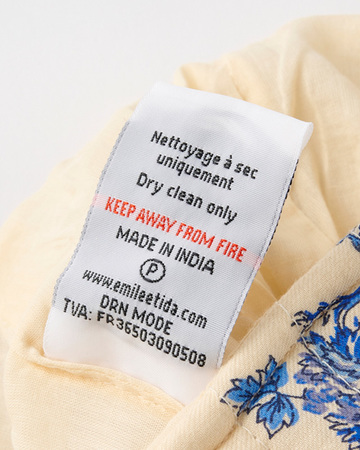 Nettoyage à sec
uniquement
Dry clean only
KEEP AWAY FROM FIRE
MADE IN INDIA
P
www.emileetida.com
DRN MODE
TVA: FR36503090508